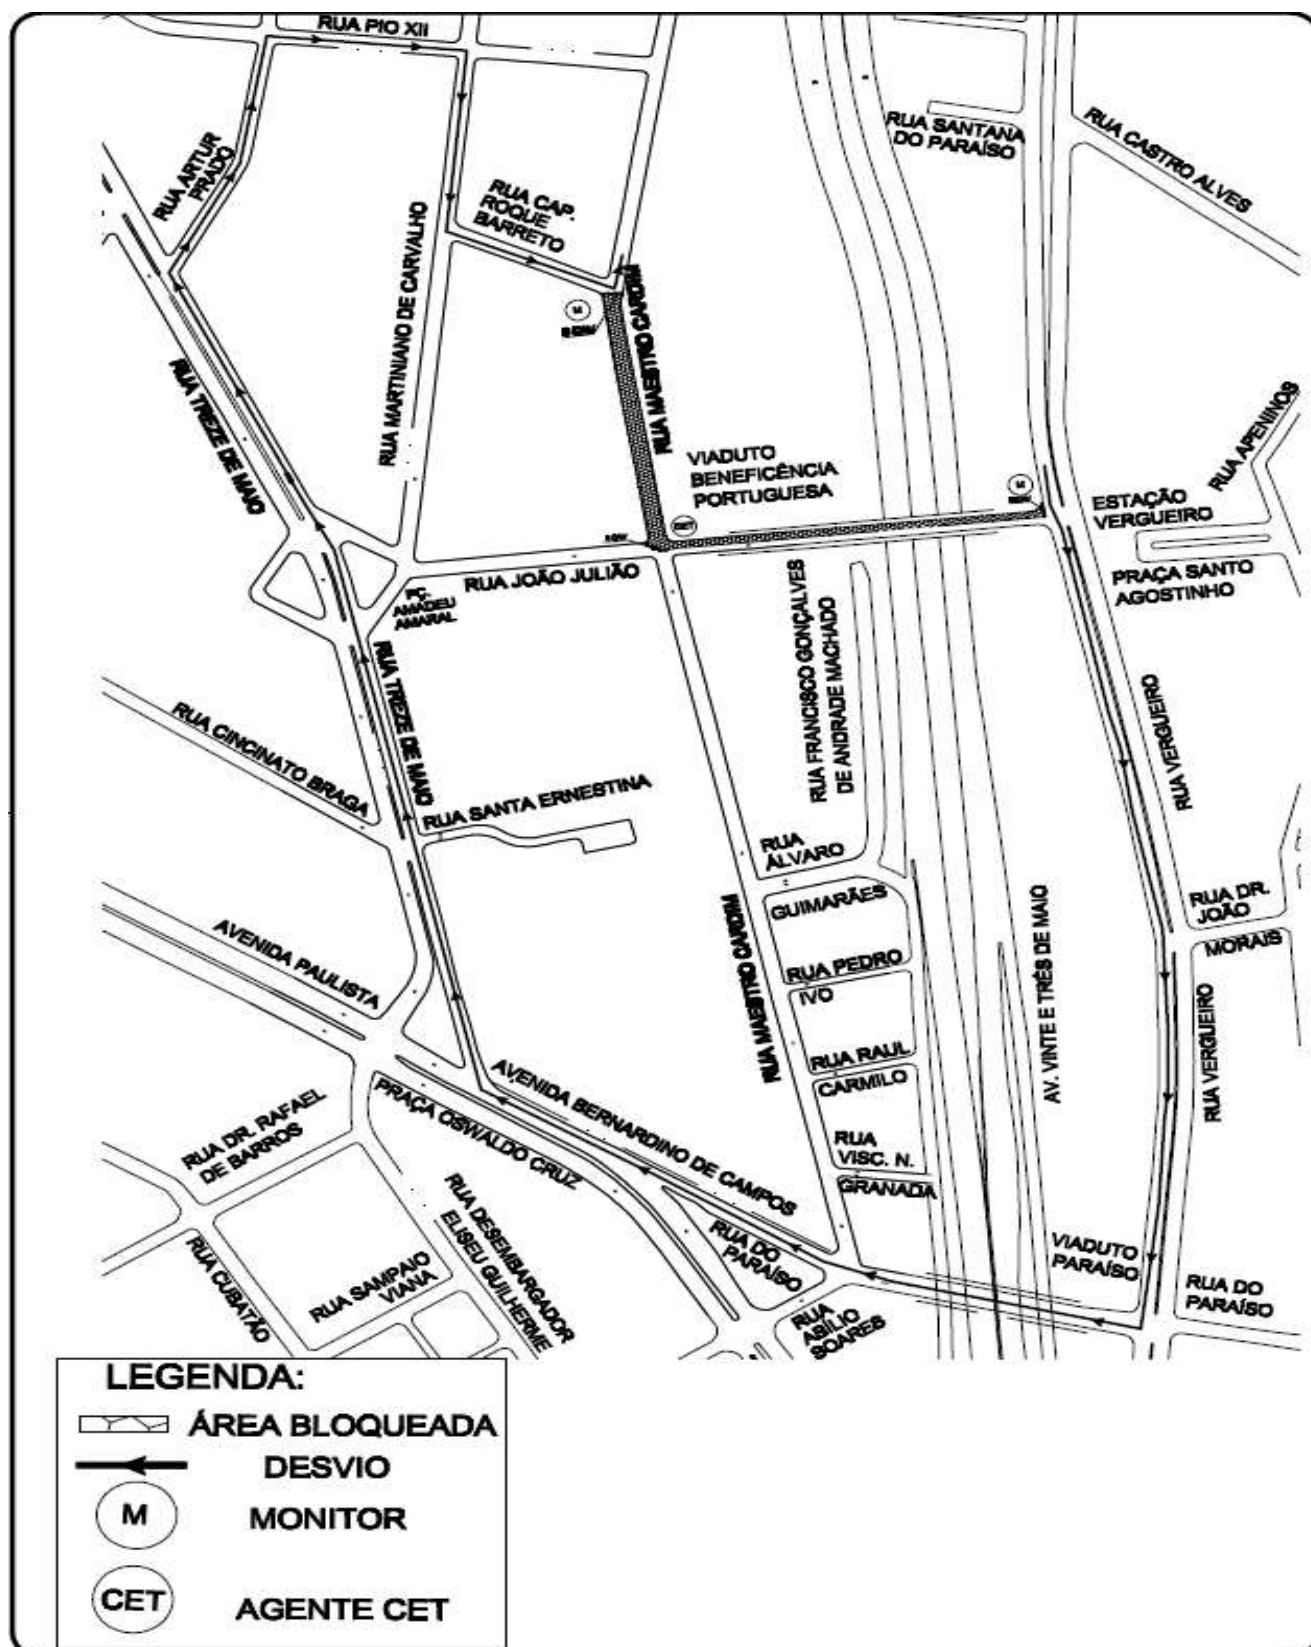 RUA PIO XII
RUA ARTUR
PRADO
RUA SANTANA
DO PARAÍSO
RUA CASTRO ALVES
RUA CAP.
ROQUE
BARRETO
RUA MARTINIANO DE CARVALHO
M
RUA MAESTRO CARDIM
RUA TREZE DE MAIO
VIADUTO
BENEFICÊNCIA
PORTUGUESA
RUA APENINOS
M
ESTAÇÃO
VERGUEIRO
CET
RUA JOÃO JULIÃO
PÇ.
AMADEU
AMARAL
PRAÇA SANTO
AGOSTINHO
RUA FRANCISCO GONÇALVES
DE ANDRADE MACHADO
RUA TREZE DE MAIO
RUA CINCINATO BRAGA
RUA VERGUEIRO
RUA SANTA ERNESTINA
RUA
ÁLVARO
GUIMARÃES
RUA DR.
JOÃO
MORAIS
AVENIDA PAULISTA
RUA MAESTRO CARDIM
RUA PEDRO
IVO
AV. VINTE E TRÊS DE MAIO
RUA VERGUEIRO
RUA RAUL
CARMILO
AVENIDA BERNARDINO DE CAMPOS
PRAÇA OSWALDO CRUZ
RUA DR. RAFAEL
DE BARROS
RUA
VISC. N.
GRANADA
RUA DESEMBARGADOR
ELISEU GUILHERME
RUA DO
PARAÍSO
VIADUTO
PARAÍSO
RUA DO
PARAÍSO
RUA CUBATÃO
RUA SAMPAIO
VIANA
RUA
ABÍLIO
SOARES
LEGENDA:
ÁREA BLOQUEADA
DESVIO
M MONITOR
CET AGENTE CET